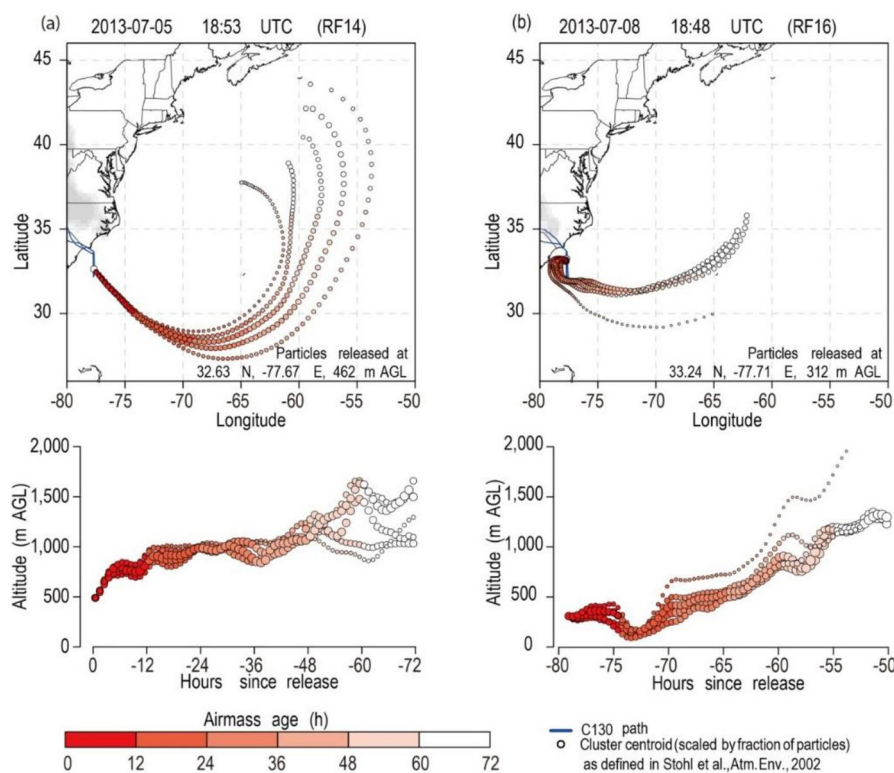 (a)
2013-07-05 18:53 UTC (RF14)
45
40
35
30
Latitude
Particles released at
32.63 N, -77.67 E, 462 m AGL
-80 -75 -70 -65 -60 -55 -50
Longitude
(b)
2013-07-08 18:48 UTC (RF16)
45
40
35
30
Latitude
Particles released at
33.24 N, -77.71 E, 312 m AGL
-80 -75 -70 -65 -60 -55 -50
Longitude
2,000
1,500
1,000
500
0
Altitude (m AGL)
0 -12 -24 -36 -48 -60 -72
Hours since release
2,000
1,500
1,000
500
0
Altitude (m AGL)
-80 -75 -70 -65 -60 -55 -50
Hours since release
Airmass age (h)
0 12 24 36 48 60 72
C130 path
Cluster centroid (scaled by fraction of particles)
as defined in Stohl et al., Atm.Env., 2002